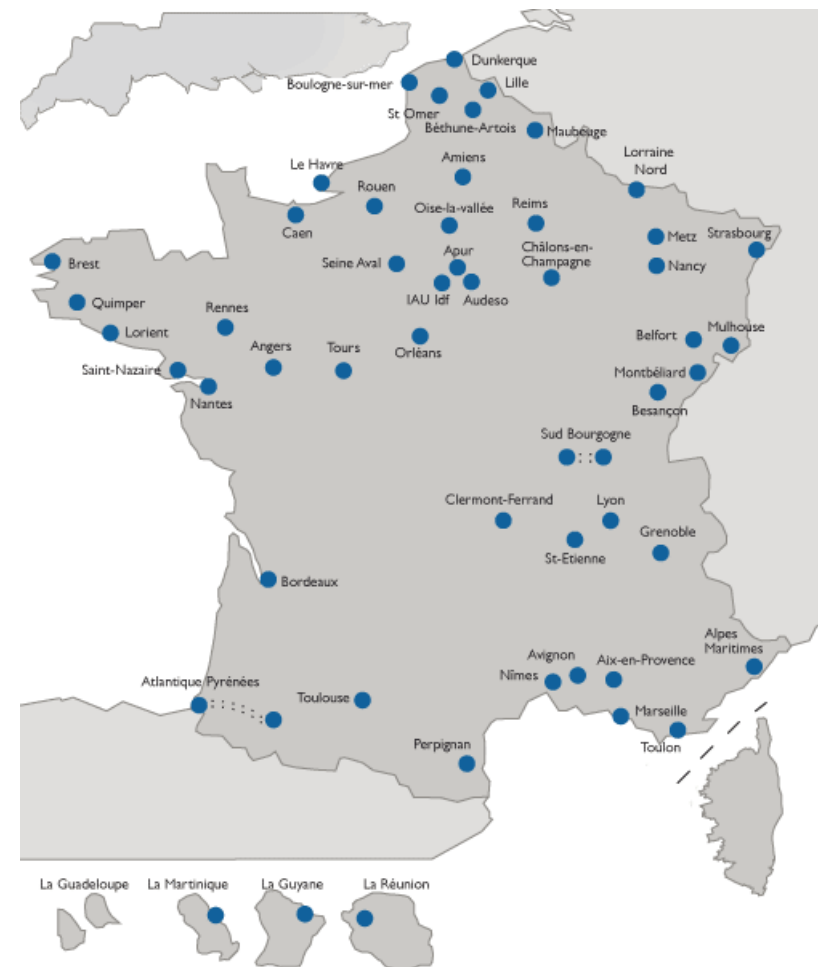 Dunkerque
Boulogne-sur-mer
Lille
St Omer
Béthune-Artois
Maubeuge
Le Havre
Amiens
Lorraine
Nord
Rouen
Oise-la-vallée
Reims
Caen
Metz
Strasbourg
Seine Aval
Apur
Châlons-en-
Champagne
Nancy
Brest
IAU Idf
Audeso
Quimper
Rennes
Lorient
Angers
Tours
Orléans
Belfort
Mulhouse
Saint-Nazaire
Montbéliard
Nantes
Besançon
Sud Bourgogne
Clermont-Ferrand
Lyon
St-Etienne
Grenoble
Bordeaux
Alpes
Maritimes
Avignon
Aix-en-Provence
Nîmes
Atlantique Pyrénées
Toulouse
Marseille
Toulon
Perpignan
La Guadeloupe
La Martinique
La Guyane
La Réunion